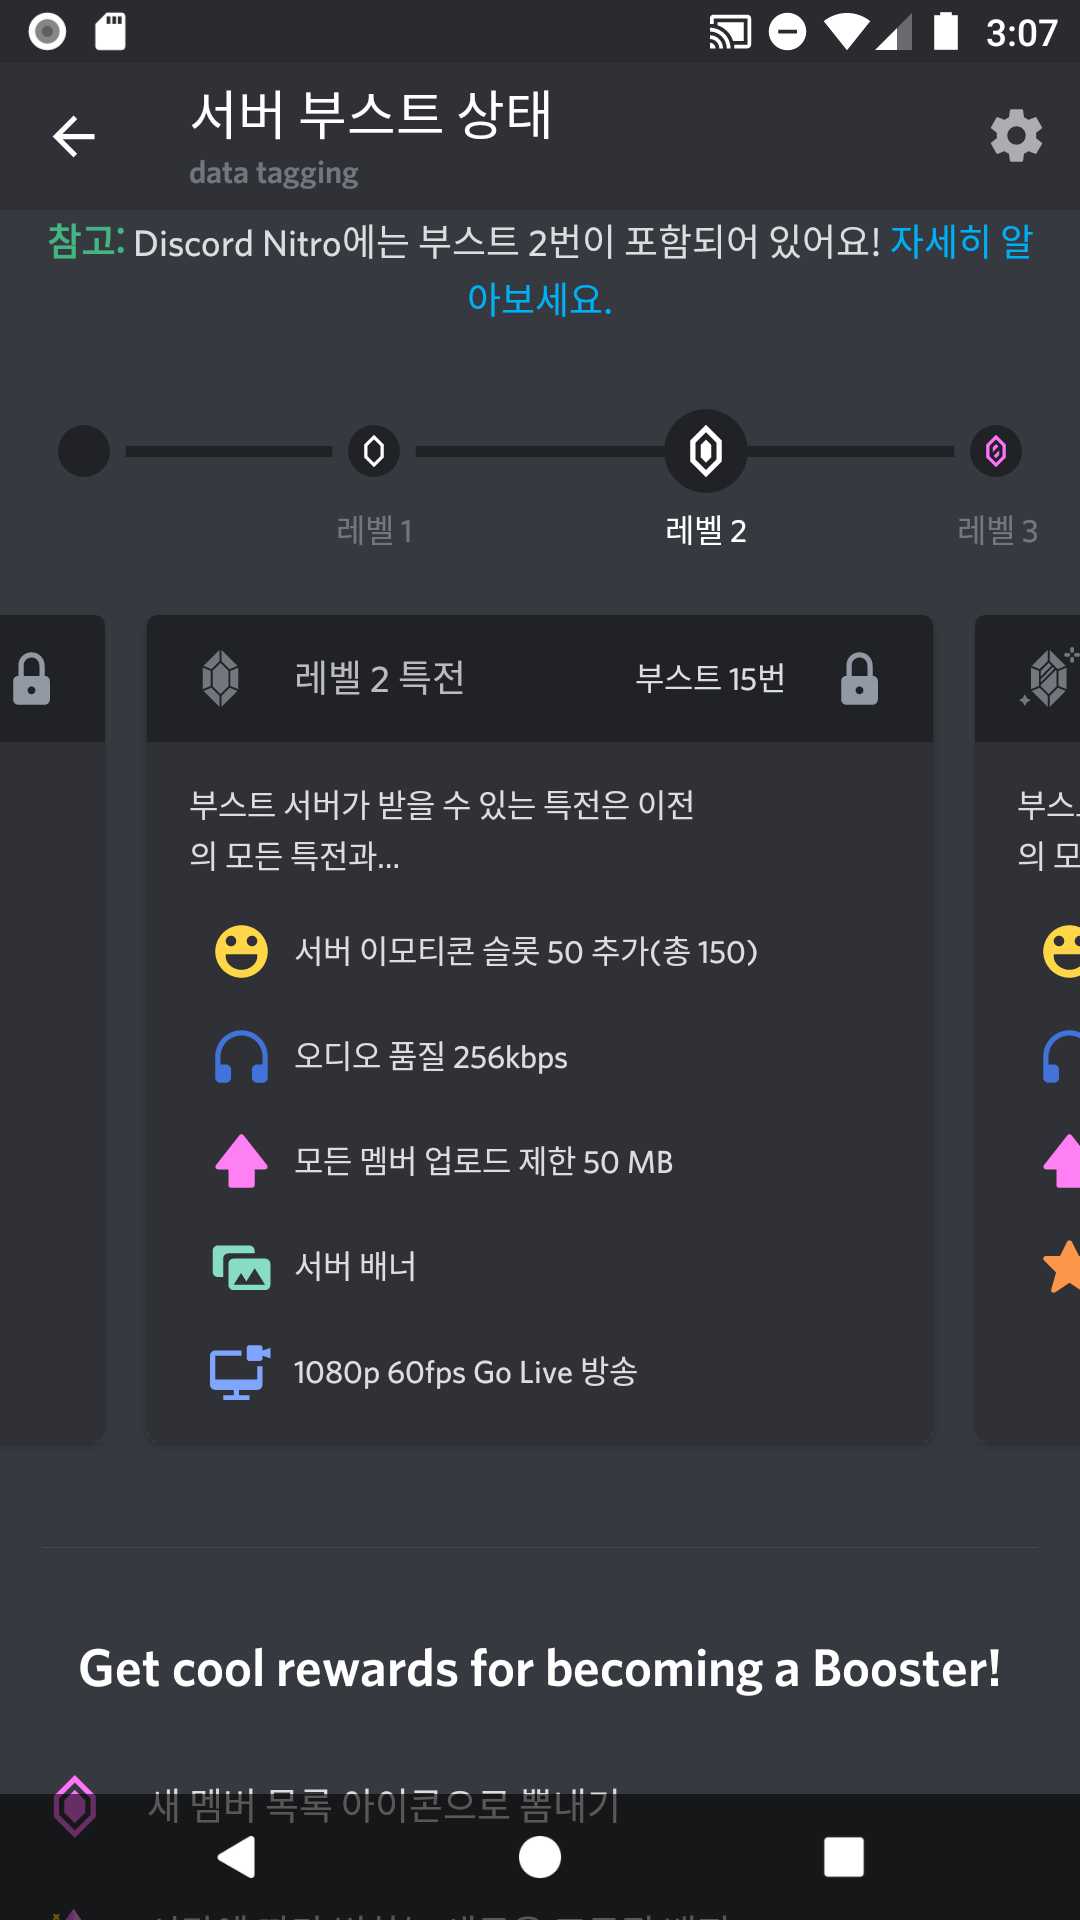 3:07
서버 부스트 상태
data tagging
참고: Discord Nitro에는 부스트 2번이 포함되어 있어요! 자세히 알
아보세요.
레벨 1
레벨 2
레벨 3
레벨 2 특전
부스트 15번
부스트 서버가 받을 수 있는 특전은 이전
의 모든 특전과...
부스
의 모
서버 이모티콘 슬롯 50 추가(총 150)
오디오 품질 256kbps
모든 멤버 업로드 제한 50 MB
서버 배너
1080p 60fps Go Live 방송
Get cool rewards for becoming a Booster!
새 멤버 목록 아이콘으로 뽐내기